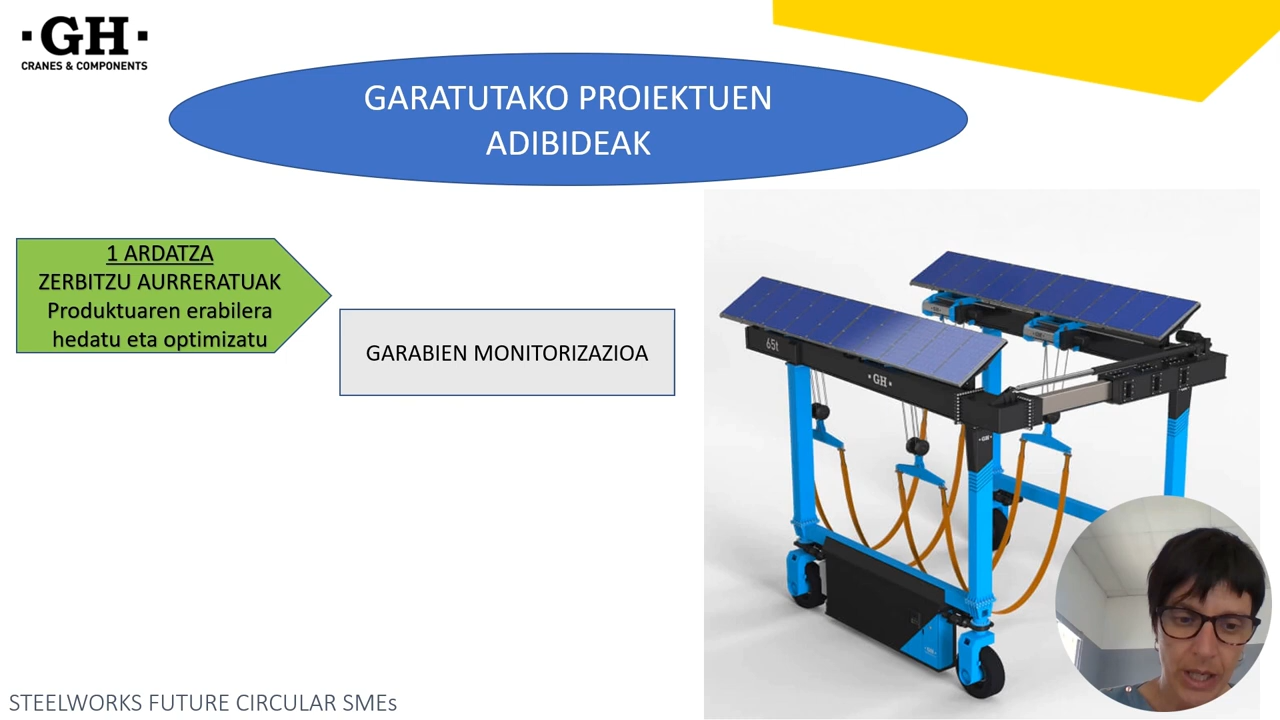 ·GH·
CRANES & COMPONENTS
GARATUTAKO PROIEKTUEN
ADIBIDEAK
1 ARDATZA
ZERBITZU AURRERATUAK
Produktuaren erabilera
hedatu eta optimizatu
GARABIEN MONITORIZAZIOA
65t
·GH·
STEELWORKS FUTURE CIRCULAR SMEs